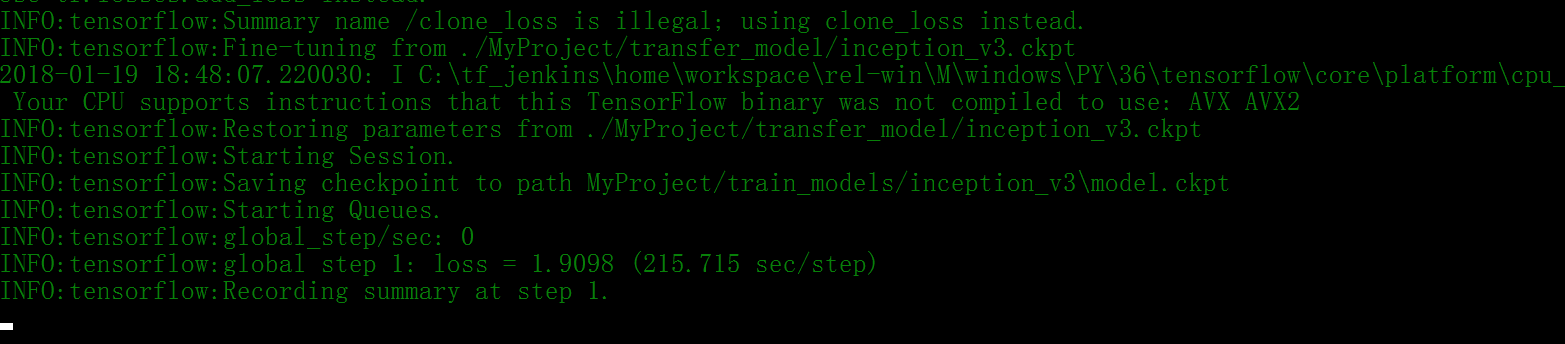 use tf.losses.add_loss instead.
INFO:tensorflow:Summary name /clone_loss is illegal; using clone_loss instead.
INFO:tensorflow:Fine-tuning from ./MyProject/transfer_model/inception_v3.ckpt
2018-01-19 18:48:07.220030: I C:\tf_jenkins\home\workspace\rel-win\M\windows\PY\36\tensorflow\core\platform\cpu_
 Your CPU supports instructions that this TensorFlow binary was not compiled to use: AVX AVX2
INFO:tensorflow:Restoring parameters from ./MyProject/transfer_model/inception_v3.ckpt
INFO:tensorflow:Starting Session.
INFO:tensorflow:Saving checkpoint to path MyProject/train_models/inception_v3\model.ckpt
INFO:tensorflow:Starting Queues.
INFO:tensorflow:global_step/sec: 0
INFO:tensorflow:global step 1: loss = 1.9098 (215.715 sec/step)
INFO:tensorflow:Recording summary at step 1.